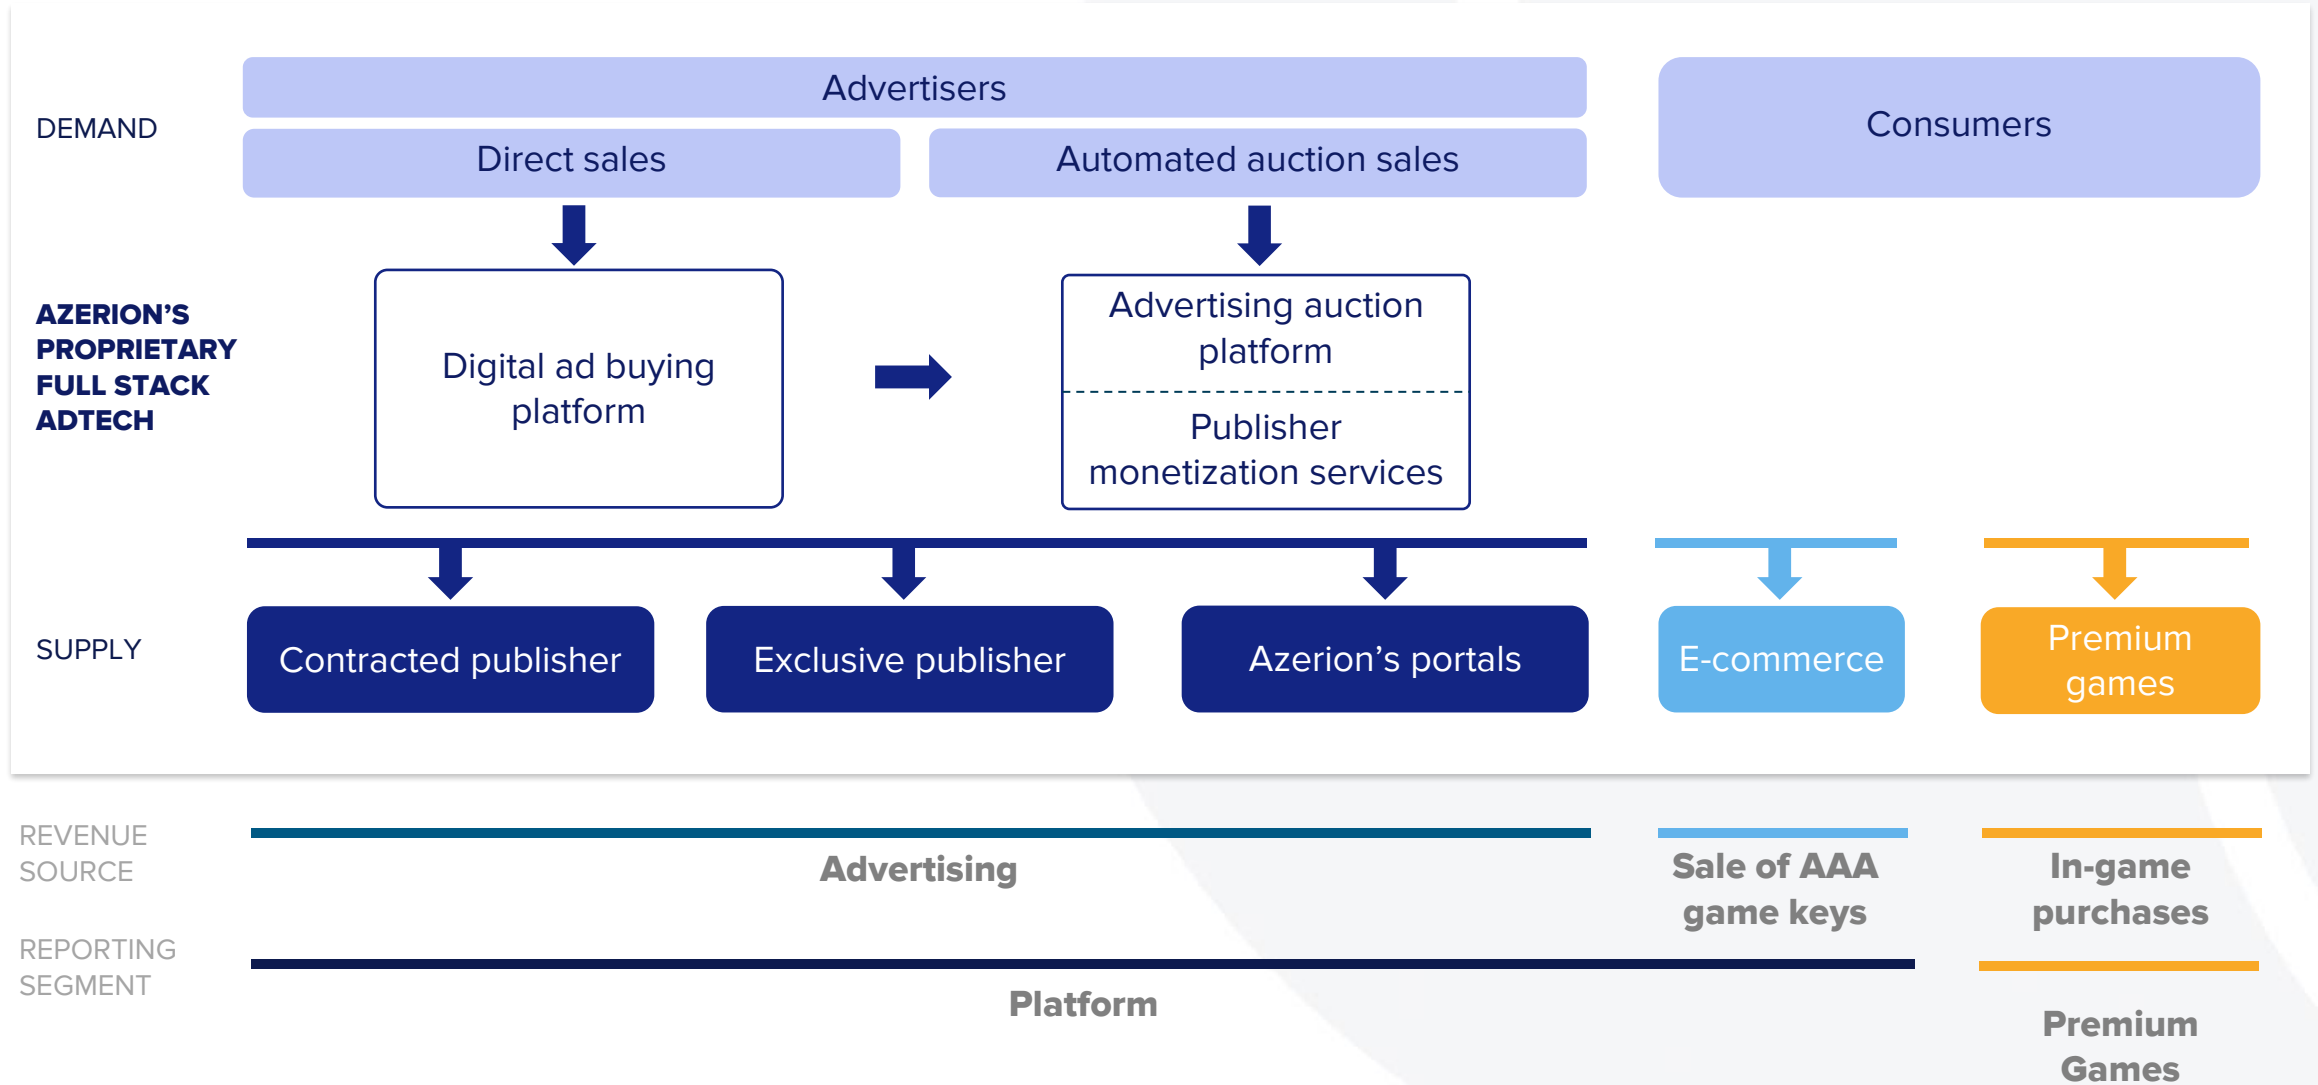 DEMAND
Advertisers
Direct sales
Automated auction sales
Consumers
AZERION’S
PROPRIETARY
FULL STACK
ADTECH
Digital ad buying
platform
Advertising auction
platform
Publisher
monetization services
SUPPLY
Contracted publisher
Exclusive publisher
Azerion’s portals
E-commerce
Premium
games
REVENUE
SOURCE
Advertising
Sale of AAA
game keys
In-game
purchases
REPORTING
SEGMENT
Platform
Premium
Games